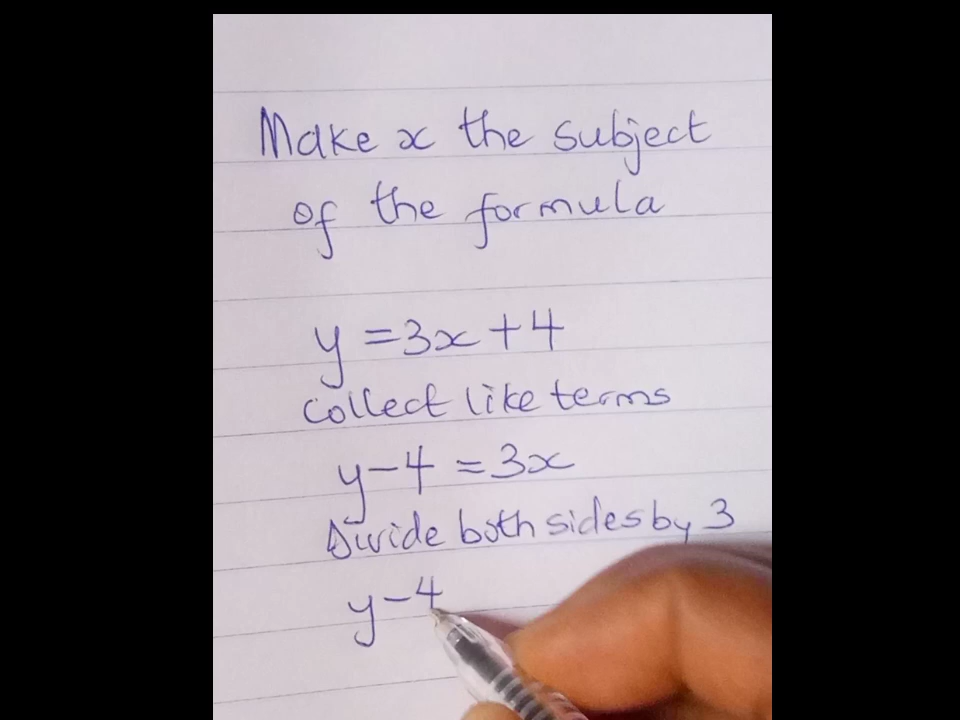 Make x the subject
of the formula
y = 3x + 4
Collect like terms
y - 4 = 3x
Divide both sides by 3
y - 4